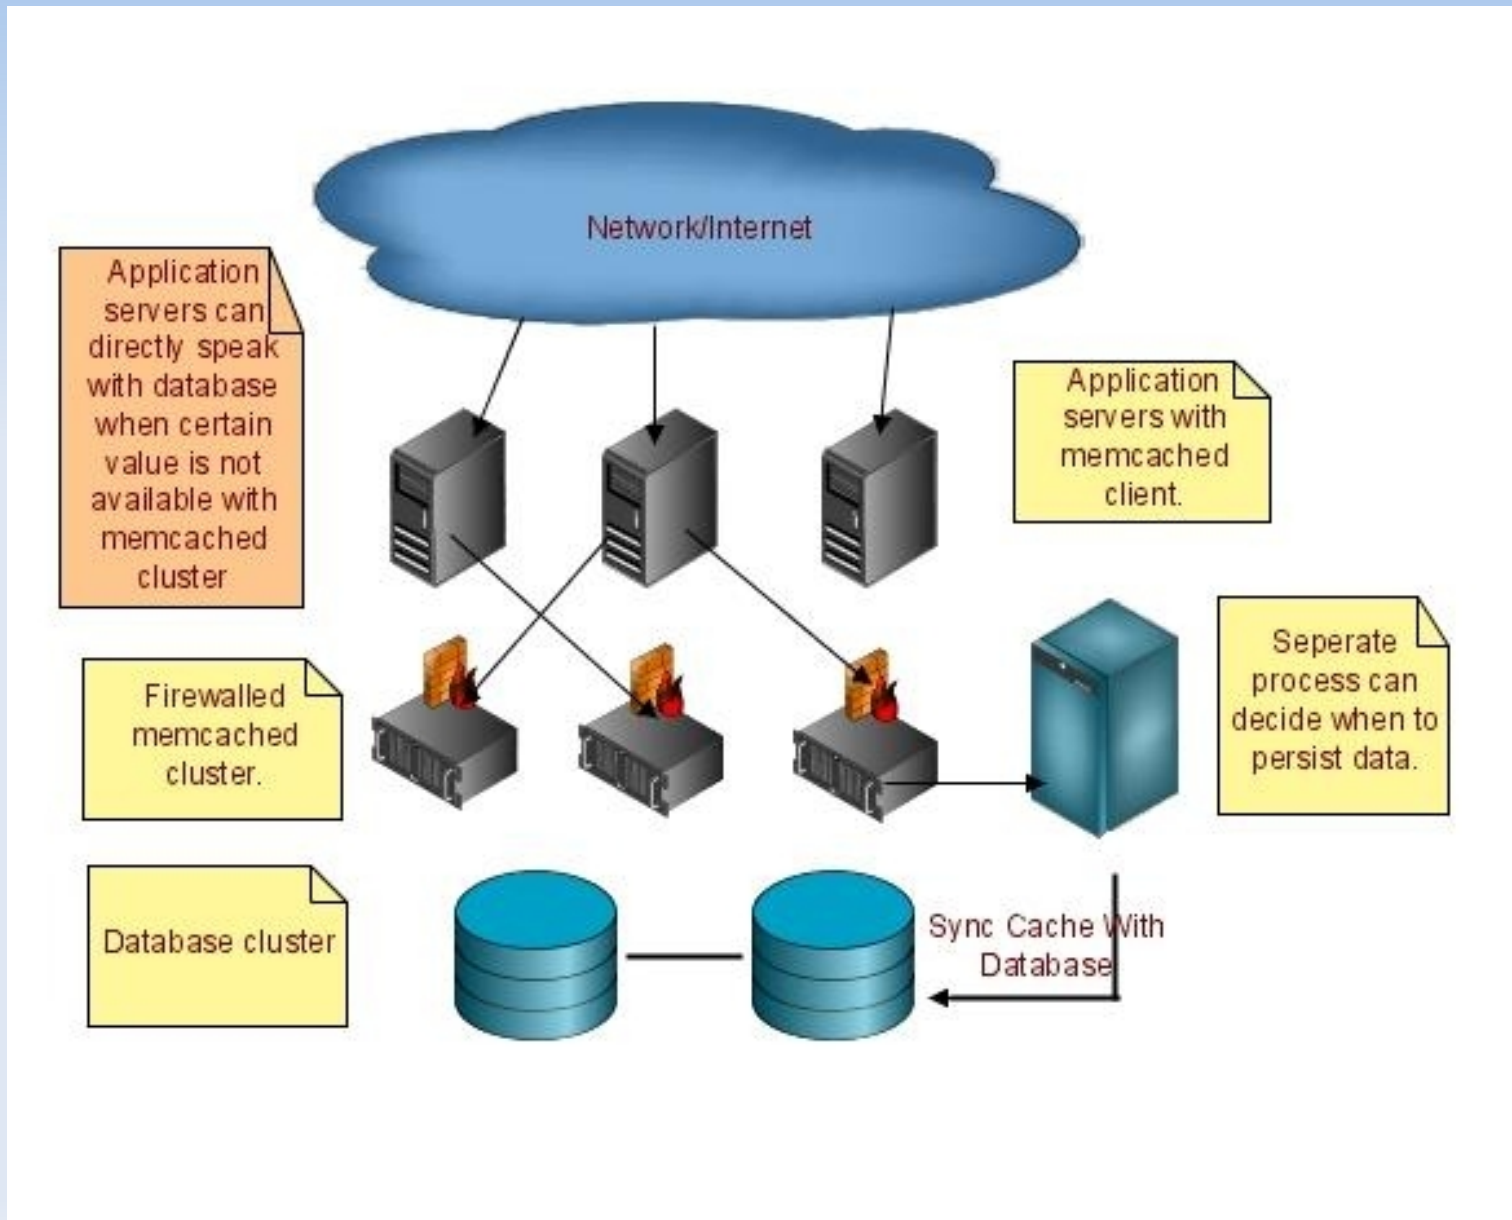 Network/Internet
Application
servers can
directly speak
with database
when certain
value is not
available with
memcached
cluster
Application
servers with
memcached
client.
Firewalled
memcached
cluster.
Seperate
process can
decide when to
persist data.
Database cluster
Sync Cache With
Database